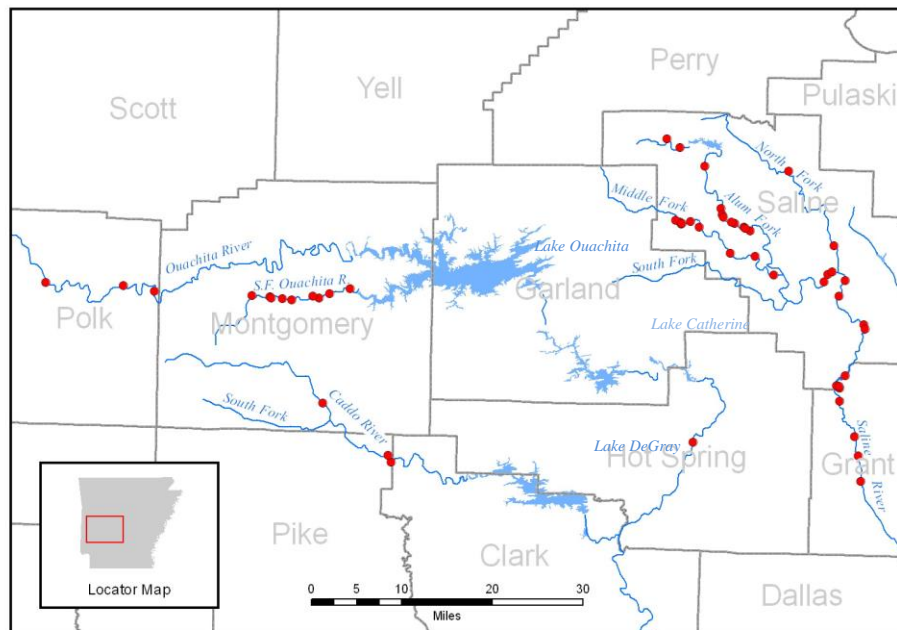 Perry
Yell
Pulaski
Scott
North Fork
Middle Fork
Alum Fork
Saline
Ouachita River
Lake Ouachita
South Fork
S.F. Ouachita R.
Garland
Polk
Montgomery
Lake Catherine
South Fork
Caddo River
Lake DeGray
Hot Spring
Saline River
Grant
Pike
Clark
Locator Map
Dallas
0 5 10 20 30
Miles